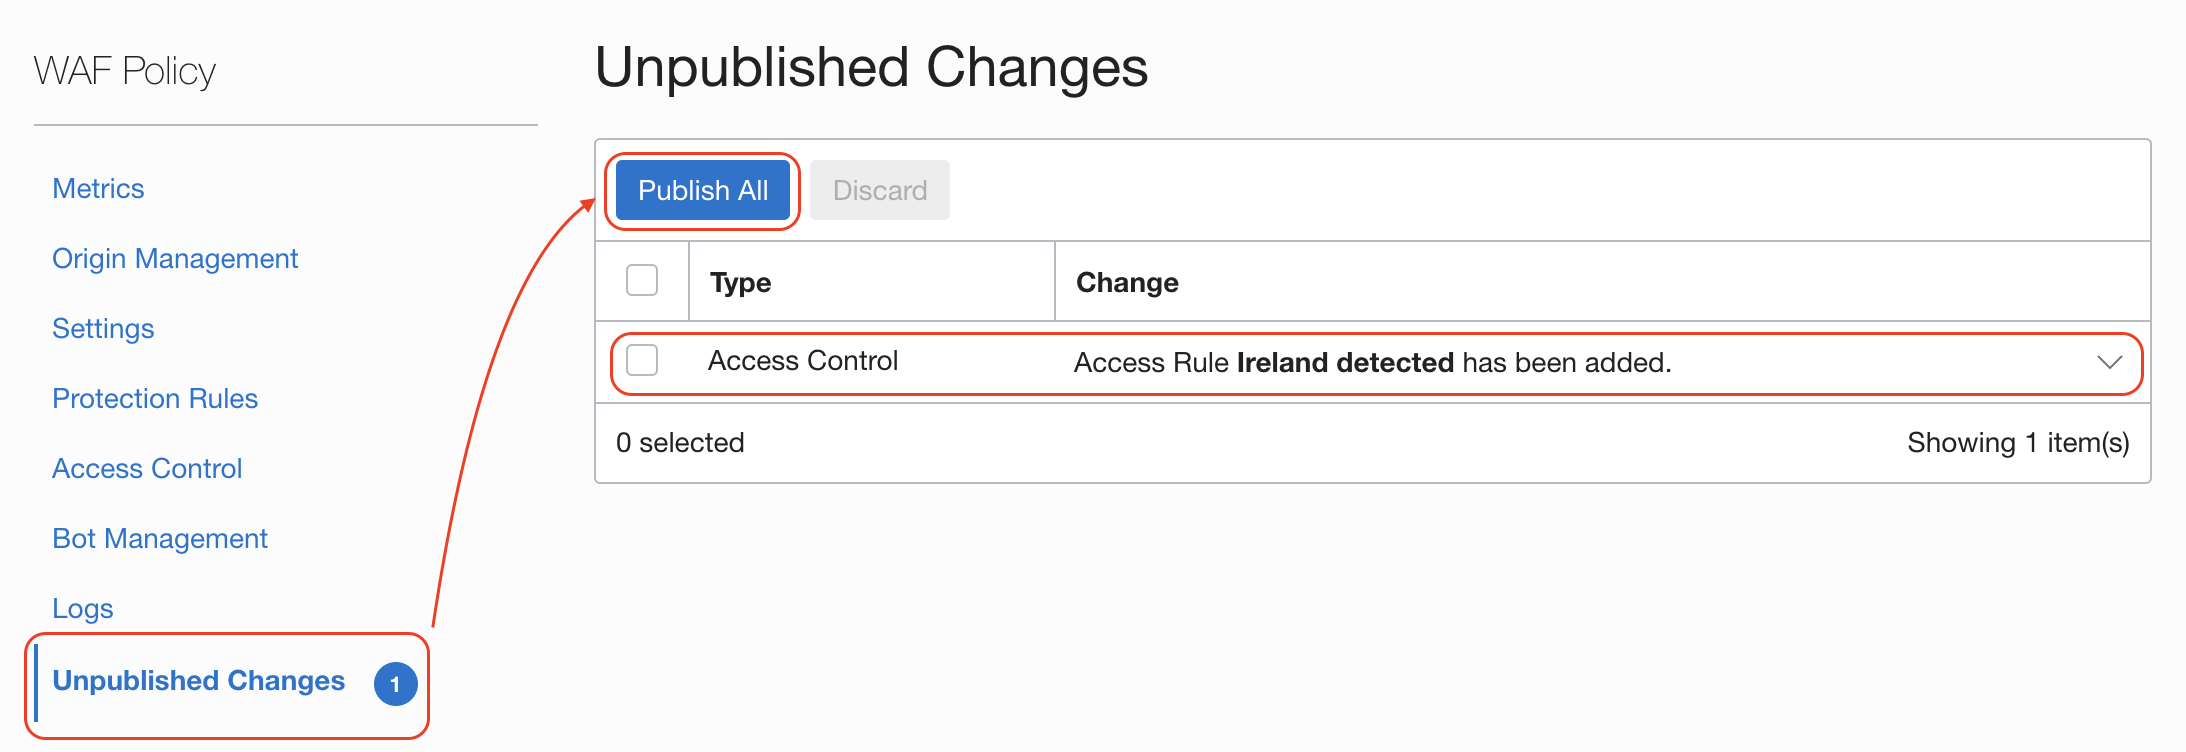 WAF Policy
Metrics
Origin Management
Settings
Protection Rules
Access Control
Bot Management
Logs
Unpublished Changes 1
Unpublished Changes
Publish All Discard
Type Change
Access Control Access Rule Ireland detected has been added.
0 selected Showing 1 item(s)